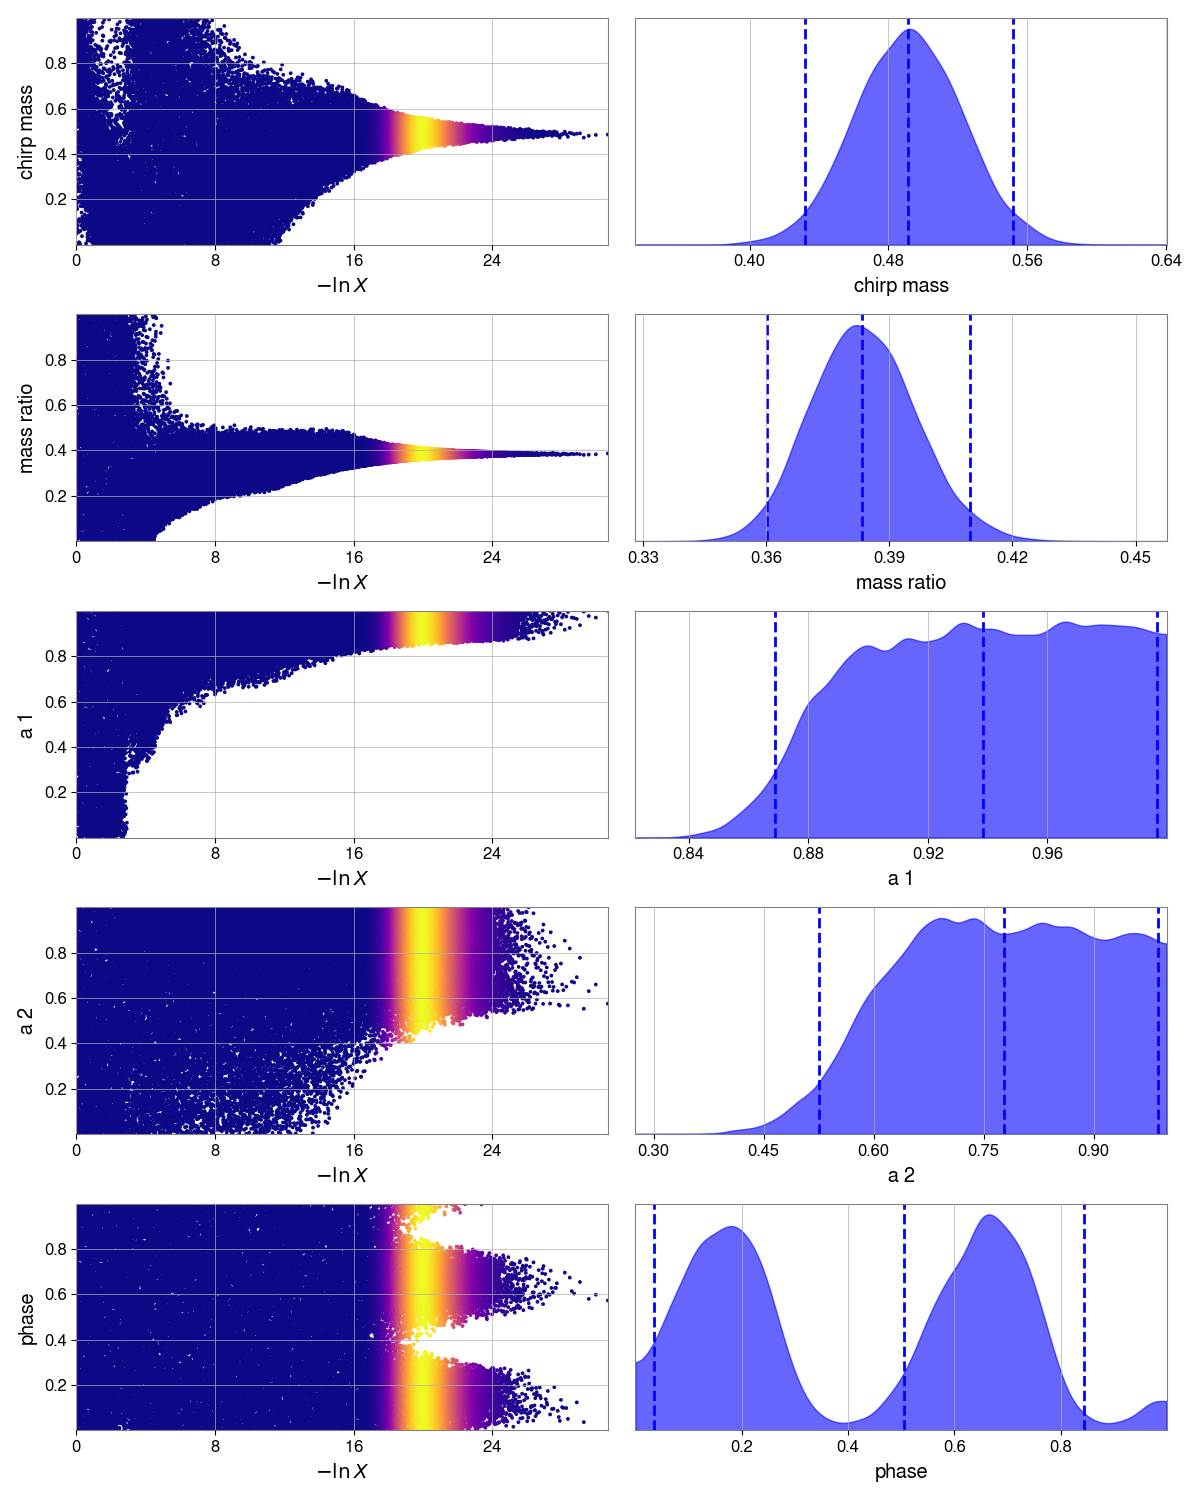 chirp mass
0.8
0.6
0.4
0.2
0 8 16 24
−ln X
0.40 0.48 0.56 0.64
chirp mass
mass ratio
0.8
0.6
0.4
0.2
0 8 16 24
−ln X
0.33 0.36 0.39 0.42 0.45
mass ratio
a 1
0.8
0.6
0.4
0.2
0 8 16 24
−ln X
0.84 0.88 0.92 0.96
a 1
a 2
0.8
0.6
0.4
0.2
0 8 16 24
−ln X
0.30 0.45 0.60 0.75 0.90
a 2
phase
0.8
0.6
0.4
0.2
0 8 16 24
−ln X
0.2 0.4 0.6 0.8
phase